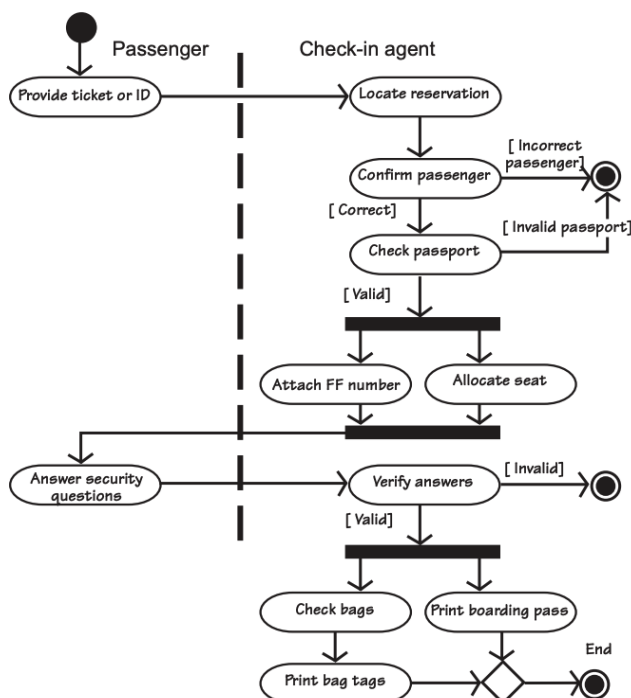 Passenger
Check-in agent
Provide ticket or ID
Locate reservation
[ Incorrect
passenger]
Confirm passenger
[ Correct]
[ Invalid passport]
Check passport
[ Valid]
Attach FF number
Allocate seat
Answer security
questions
Verify answers
[ Invalid]
[ Valid]
Check bags
Print boarding pass
End
Print bag tags